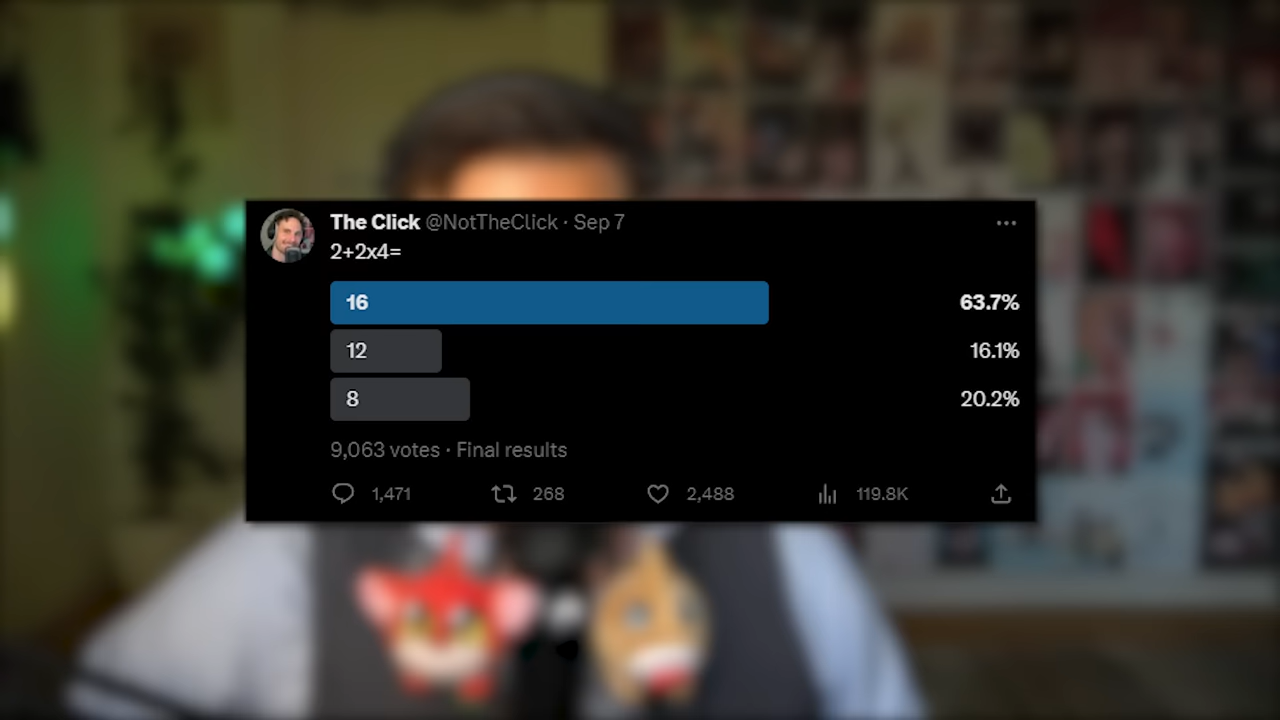 The Click @NotTheClick · Sep 7
2+2x4=
16 63.7%
12 16.1%
8 20.2%
9,063 votes · Final results
1,471 268 2,488 119.8K